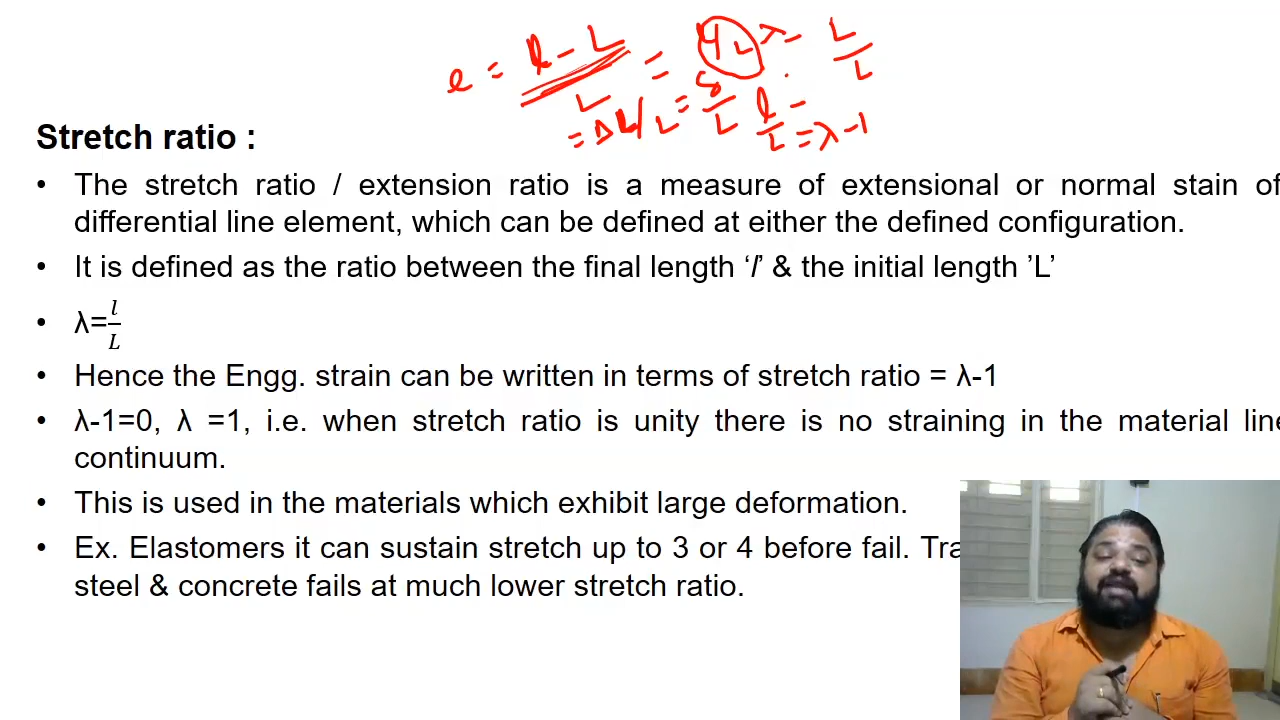 e = l - L / L = l/L - L/L
= ΔL/L = δ/L l/L = λ-1
Stretch ratio :
• The stretch ratio / extension ratio is a measure of extensional or normal stain of
differential line element, which can be defined at either the defined configuration.
• It is defined as the ratio between the final length ‘l’ & the initial length ’L’
• λ=l/L
• Hence the Engg. strain can be written in terms of stretch ratio = λ-1
• λ-1=0, λ =1, i.e. when stretch ratio is unity there is no straining in the material line
continuum.
• This is used in the materials which exhibit large deformation.
• Ex. Elastomers it can sustain stretch up to 3 or 4 before fail.
steel & concrete fails at much lower stretch ratio.